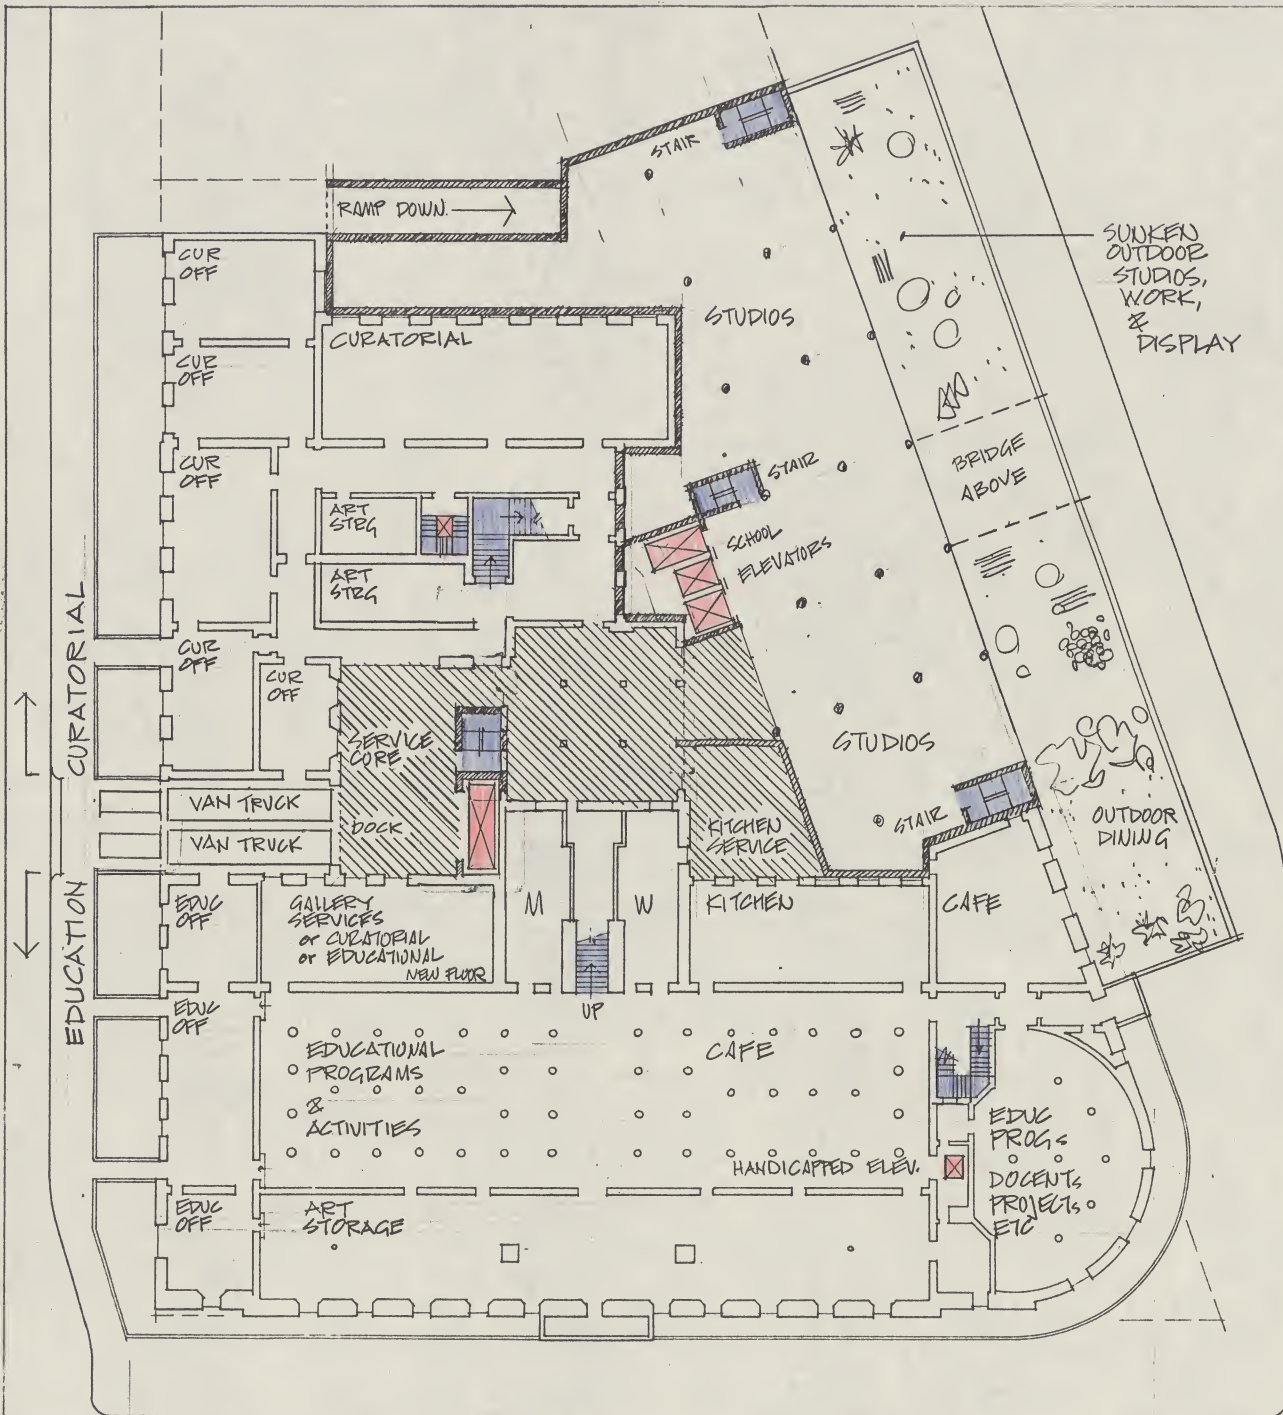 STAIR
RAMP DOWN.
SUNKEN
OUTDOOR
STUDIOS,
WORK,
&
DISPLAY
CUR
OFF
STUDIOS
CURATORIAL
CUR
OFF
BRIDGE
ABOVE
CUR
OFF
STAIR
ART
STRG
SCHOOL
ELEVATORS
ART
STRG
CURATORIAL
CUR
OFF
CUR
OFF
SERVICE
CORE
STUDIOS
VAN TRUCK
DOCK
KITCHEN
SERVICE
STAIR
OUTDOOR
DINING
VAN TRUCK
EDUCATION
EDUC
OFF
GALLERY
SERVICES
or CURATORIAL
or EDUCATIONAL
NEW FLOOR
M
W
KITCHEN
CAFE
UP
EDUC
OFF
EDUCATIONAL
PROGRAMS
&
ACTIVITIES
CAFE
EDUC
PROGS
DOCENTS
PROJECTS
ETC
HANDICAPPED ELEV.
EDUC
OFF
ART
STORAGE